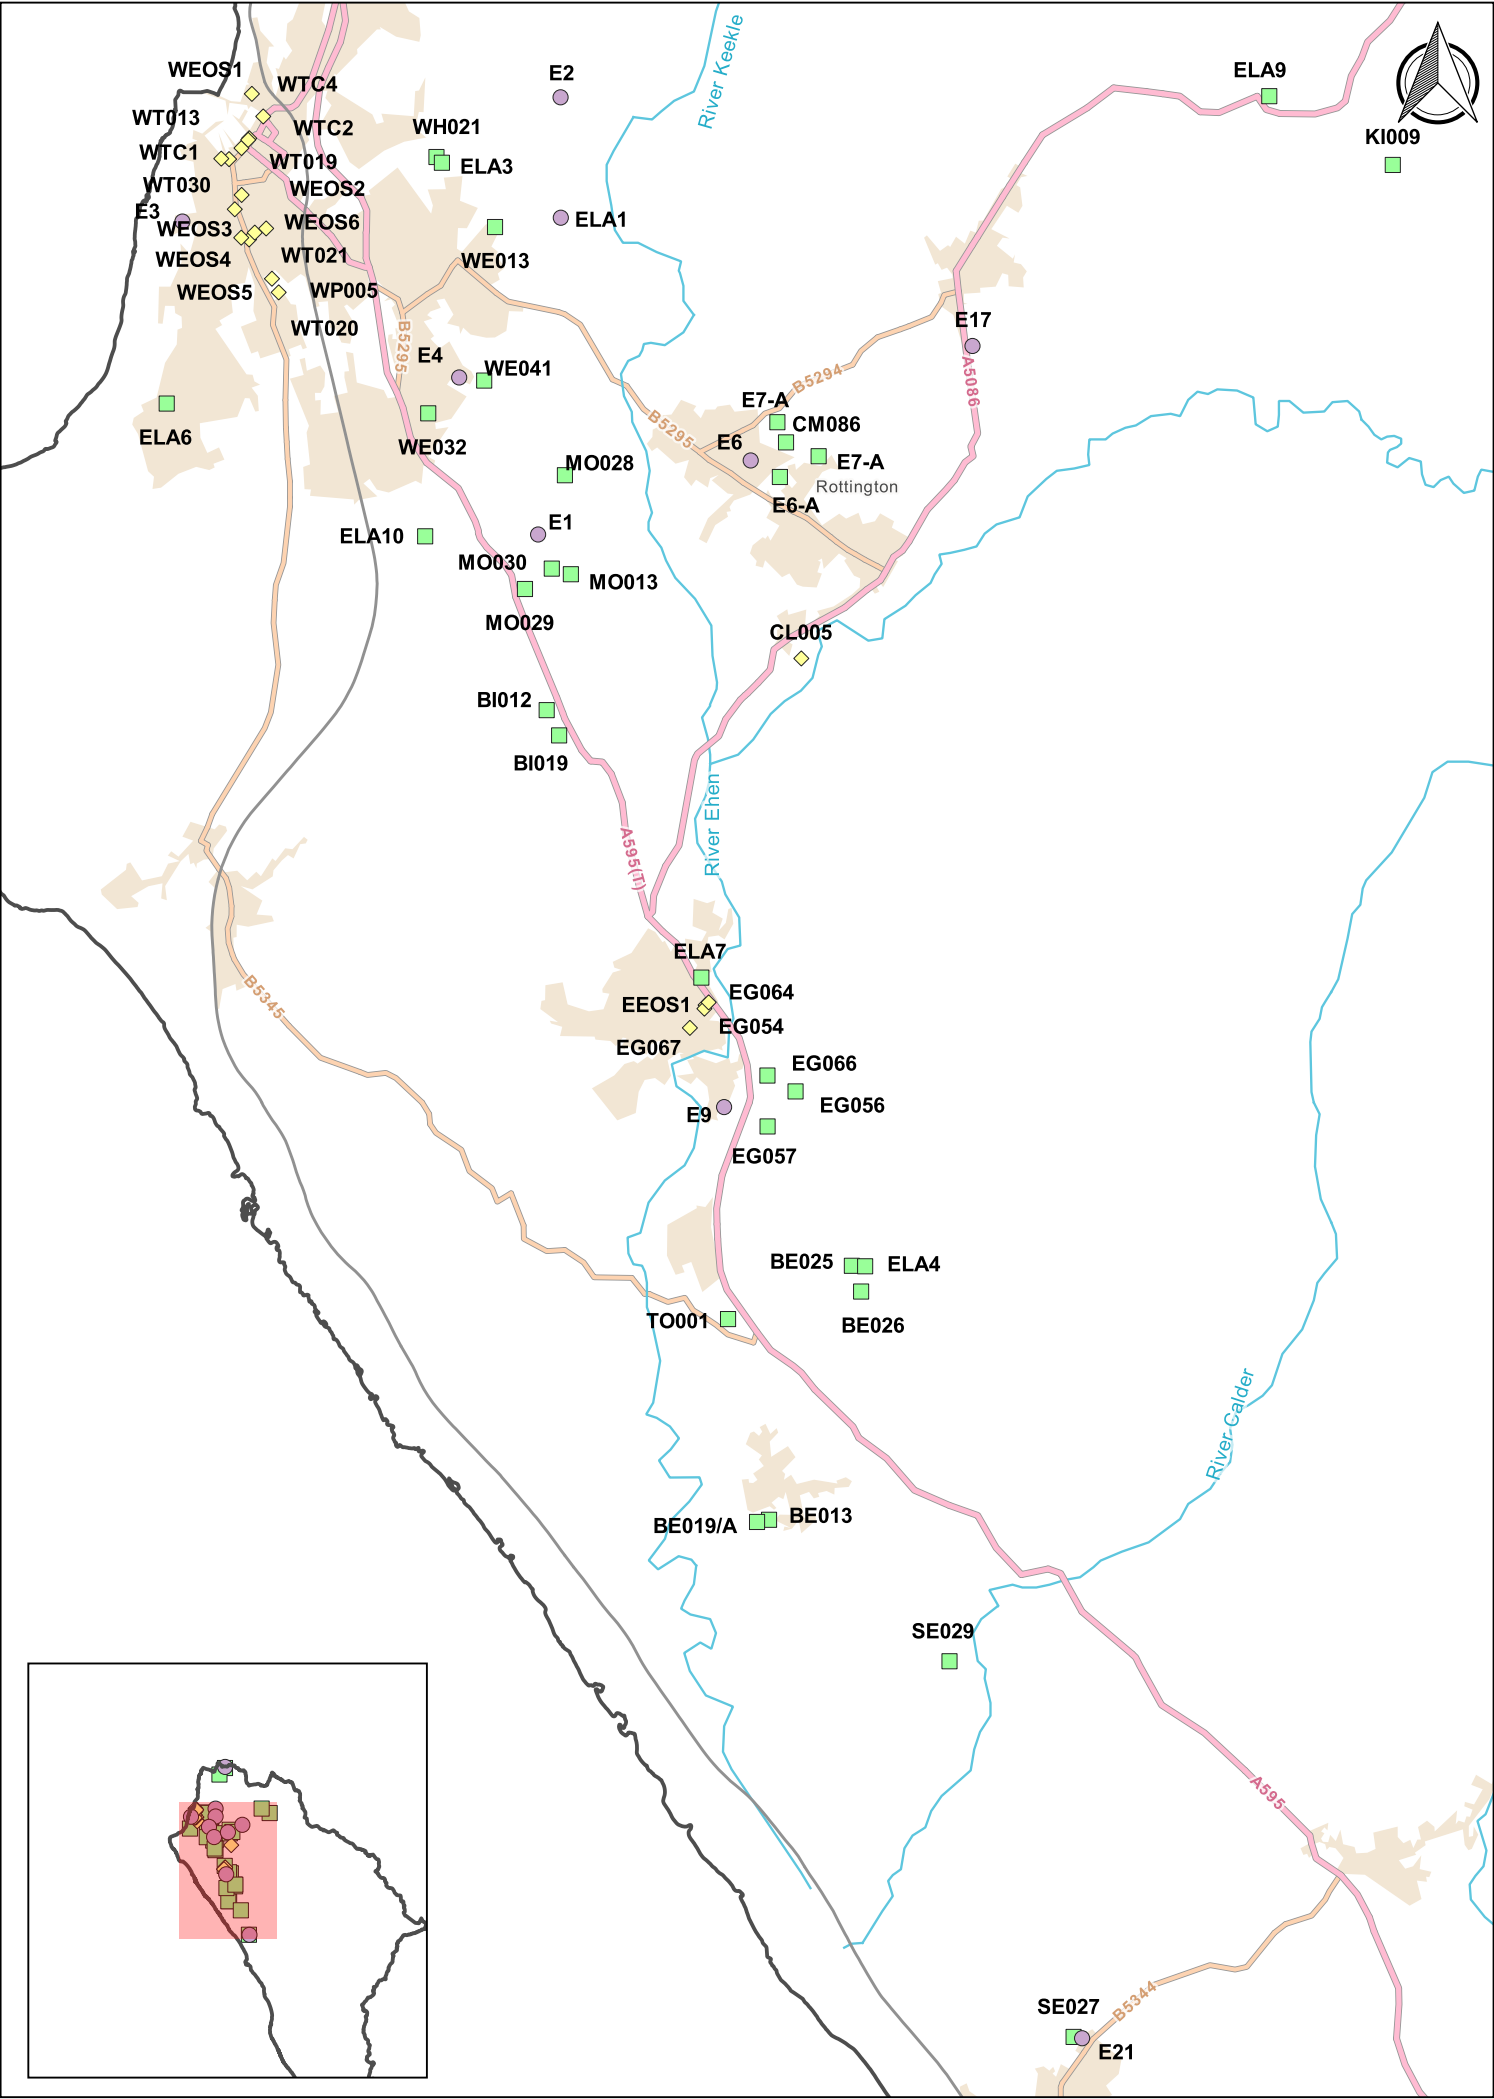 River Keekle
WEOS1
WTC4
E2
ELA9
WT013
WTC2
WH021
KI009
WTC1
WT019
ELA3
WT030
WEOS2
E3
WEOS3
WEOS6
ELA1
WEOS4
WT021
WE013
WEOS5
WP005
WT020
B5295
E17
E4
WE041
B5294
A5086
ELA6
WE032
E7-A
CM086
B5295
E6
E7-A
Rottington
MO028
E6-A
ELA10
E1
MO030
MO013
MO029
CL005
BI012
BI019
River Ehen
A595(T)
ELA7
B5345
EEOS1
EG064
EG054
EG067
EG066
EG056
E9
EG057
BE025
ELA4
TO001
BE026
River Calder
BE019/A
BE013
SE029
A595
B5344
SE027
E21